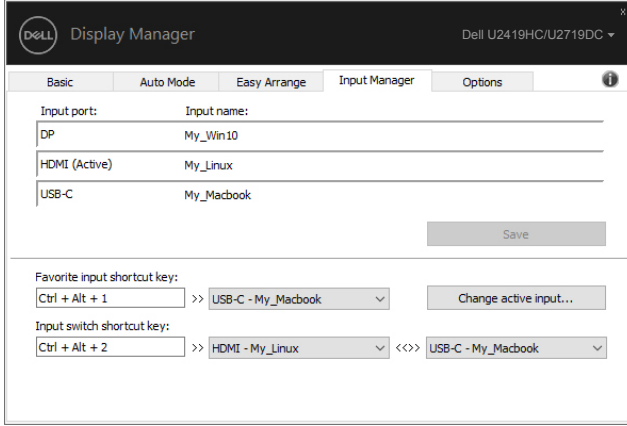 x
DELL Display Manager Dell U2419HC/U2719DC
Basic Auto Mode Easy Arrange Input Manager Options i
Input port: Input name:
DP My_Win10
HDMI (Active) My_Linux
USB-C My_Macbook
Save
Favorite input shortcut key:
Ctrl + Alt + 1 >> USB-C - My_Macbook Change active input...
Input switch shortcut key:
Ctrl + Alt + 2 >> HDMI - My_Linux <<>> USB-C - My_Macbook